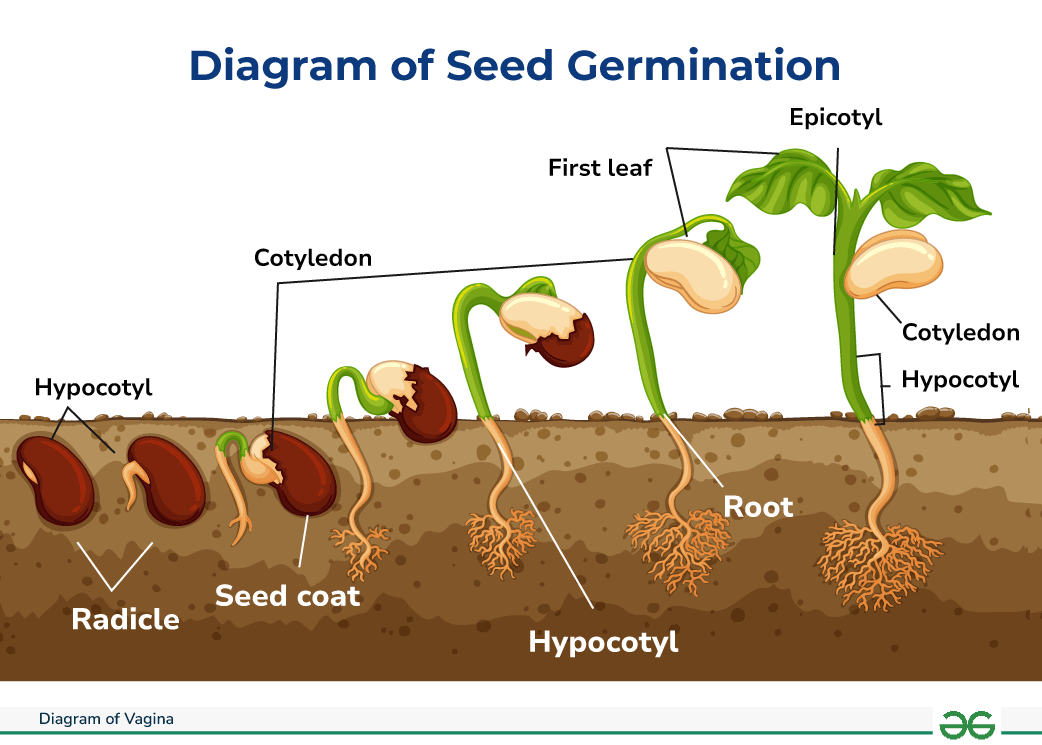 Diagram of Seed Germination
Epicotyl
First leaf
Cotyledon
Cotyledon
Hypocotyl
Hypocotyl
Root
Seed coat
Radicle
Hypocotyl
Diagram of Vagina